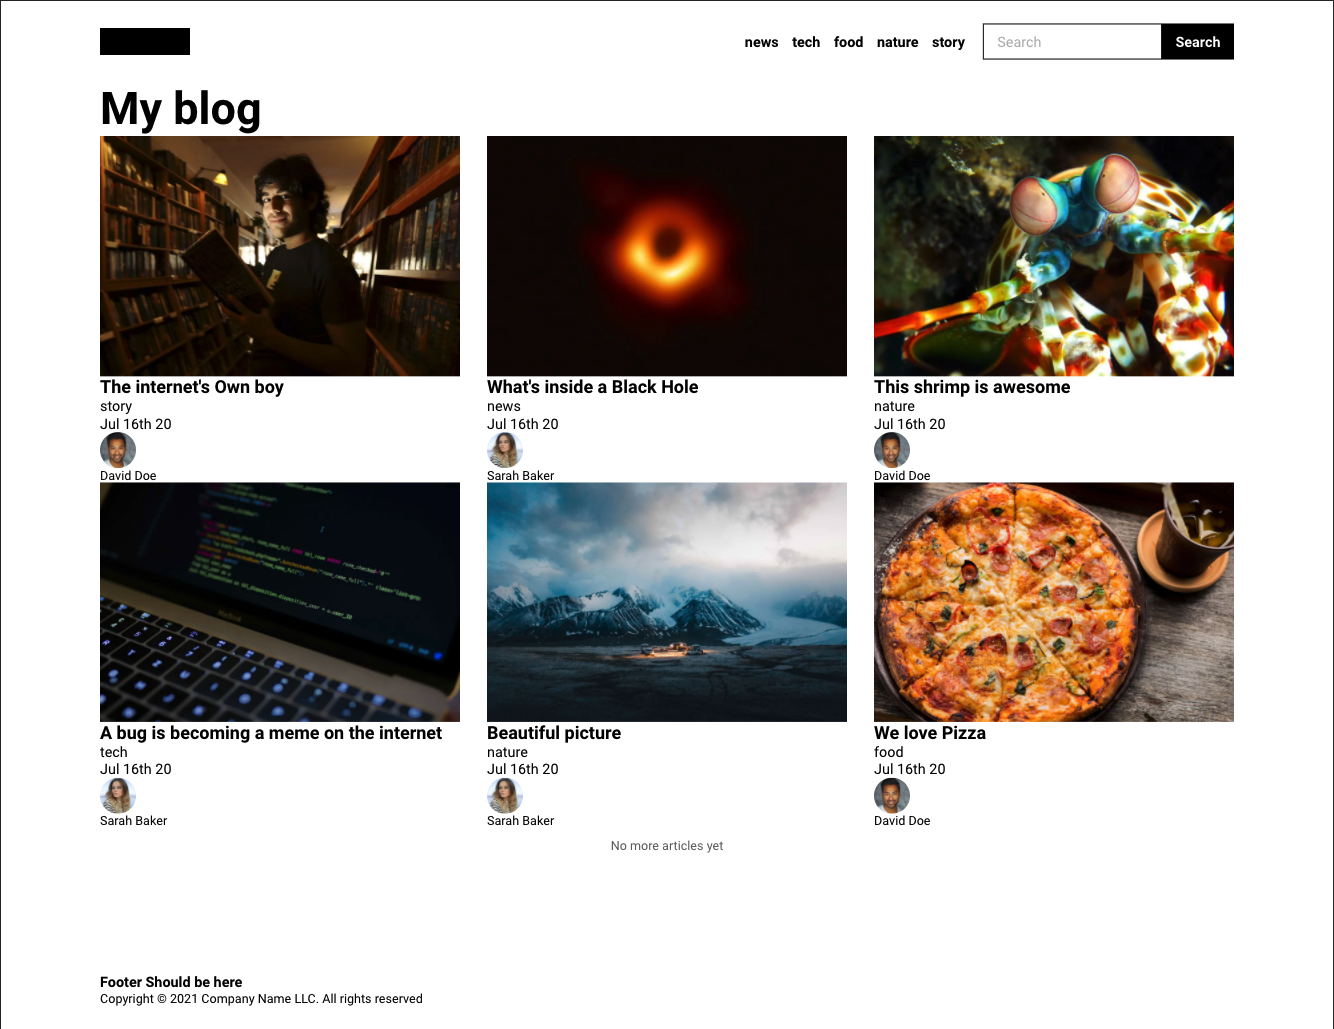 news tech food nature story Search Search
My blog
The internet's Own boy
story
Jul 16th 20
David Doe
What's inside a Black Hole
news
Jul 16th 20
Sarah Baker
This shrimp is awesome
nature
Jul 16th 20
David Doe
A bug is becoming a meme on the internet
tech
Jul 16th 20
Sarah Baker
Beautiful picture
nature
Jul 16th 20
Sarah Baker
We love Pizza
food
Jul 16th 20
David Doe
No more articles yet
Footer Should be here
Copyright © 2021 Company Name LLC. All rights reserved